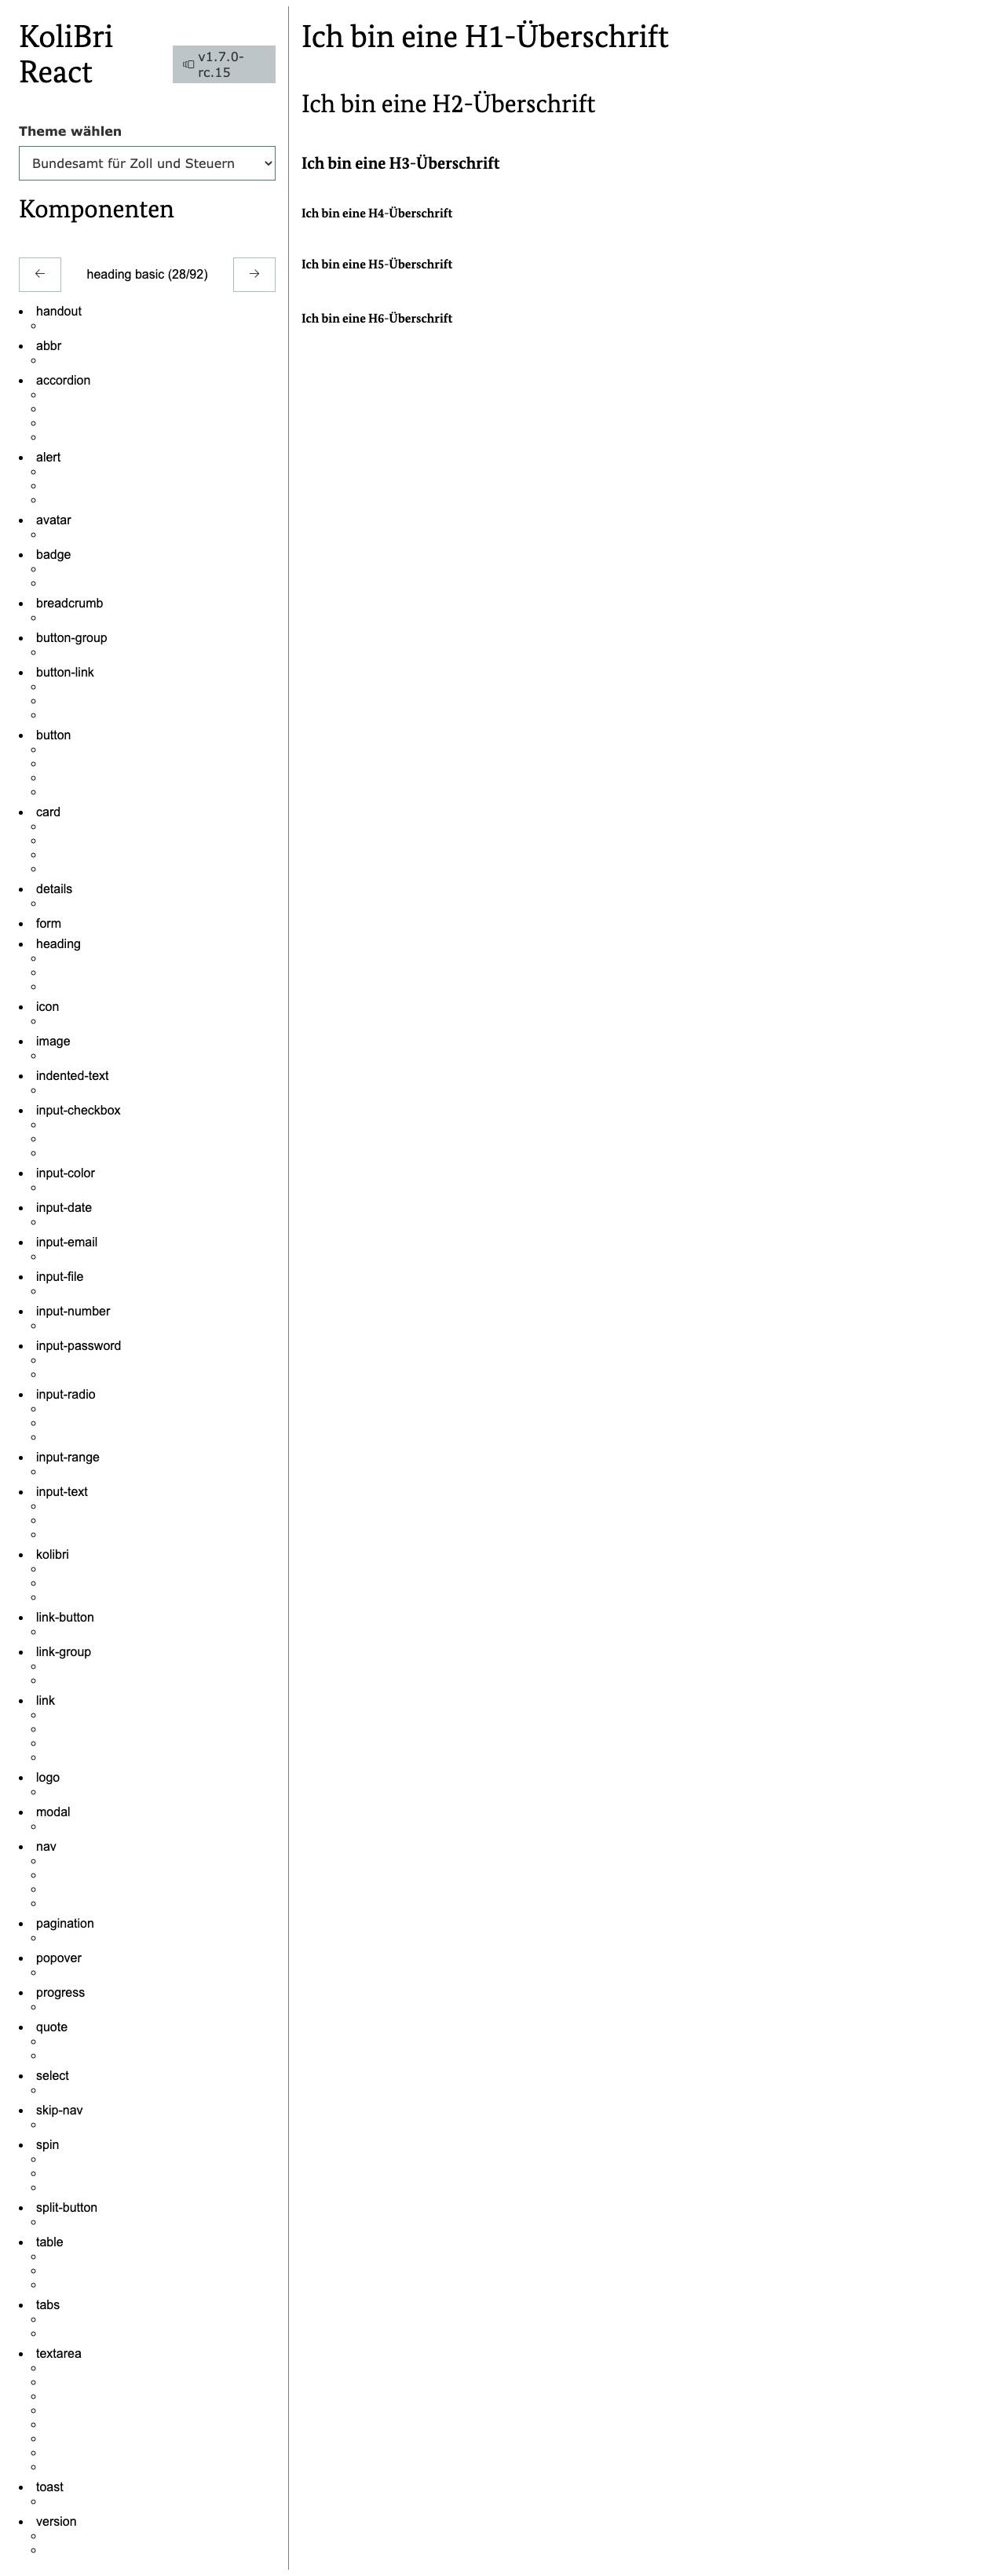 KoliBri
React
v1.7.0-
rc.15
Theme wählen
Bundesamt für Zoll und Steuern
Komponenten
← heading basic (28/92) →
handout
abbr
accordion
alert
avatar
badge
breadcrumb
button-group
button-link
button
card
details
form
heading
icon
image
indented-text
input-checkbox
input-color
input-date
input-email
input-file
input-number
input-password
input-radio
input-range
input-text
kolibri
link-button
link-group
link
logo
modal
nav
pagination
popover
progress
quote
select
skip-nav
spin
split-button
table
tabs
textarea
toast
version
Ich bin eine H1-Überschrift
Ich bin eine H2-Überschrift
Ich bin eine H3-Überschrift
Ich bin eine H4-Überschrift
Ich bin eine H5-Überschrift
Ich bin eine H6-Überschrift